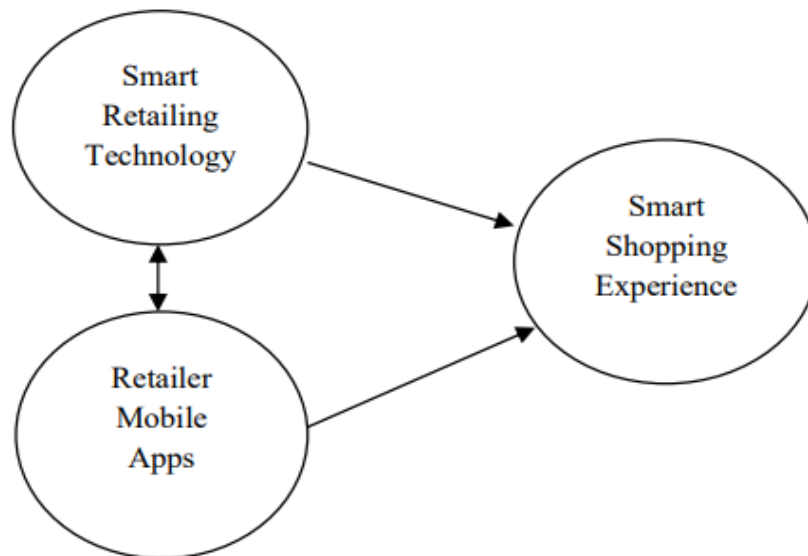 Smart
Retailing
Technology
Smart
Shopping
Experience
Retailer
Mobile
Apps